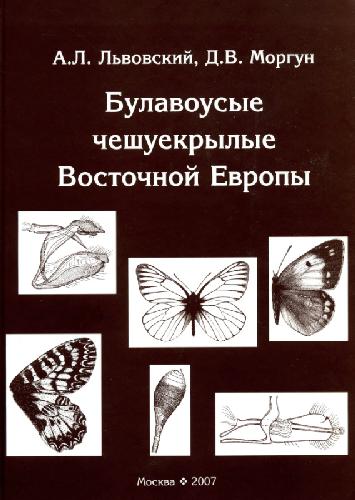 А.Л. Львовский, Д.В. Моргун
Булавоусые
чешуекрылые
Восточной Европы
Москва ❖ 2007